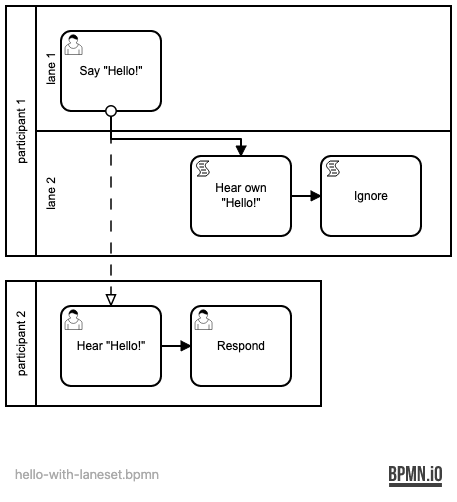 participant 1
lane 1
Say "Hello!"
lane 2
Hear own
"Hello!"
Ignore
participant 2
Hear "Hello!"
Respond
hello-with-laneset.bpmn
BPMN.iO